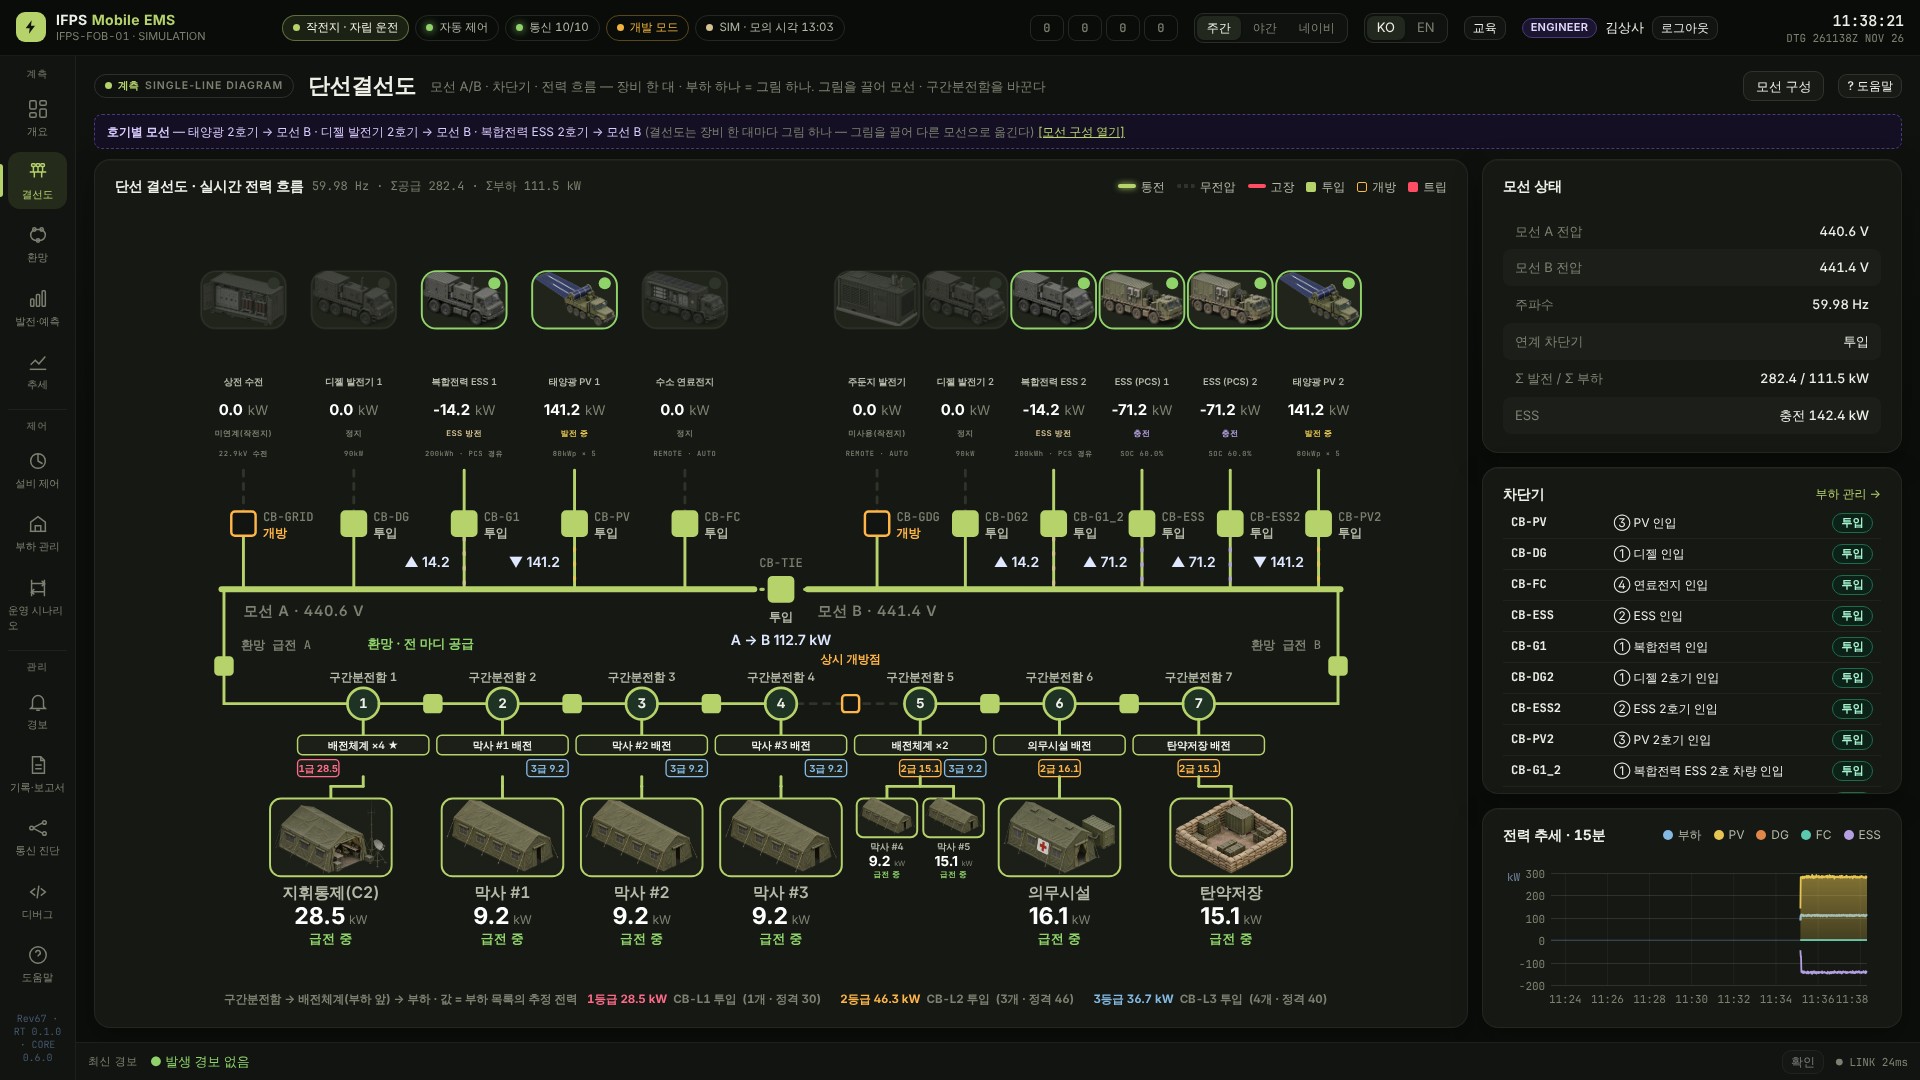 IFPS Mobile EMS
IFPS-FOB-01 · SIMULATION
작전지 · 자립 운전
자동 제어
통신 10/10
개발 모드
SIM · 모의 시각 13:03
0 0 0 0
주간 야간 네이비
KO EN
교육
ENGINEER 김상사 로그아웃
11:38:21
DTG 261138Z NOV 26
계측
개요
결선도
환망
발전·예측
추세
제어
설비 제어
부하 관리
운영 시나리
오
관리
경보
기록·보고서
통신 진단
디버그
도움말
Rev67 ·
RT 0.1.0
· CORE
0.6.0
계측 SINGLE-LINE DIAGRAM
단선결선도
모선 A/B · 차단기 · 전력 흐름 — 장비 한 대 · 부하 하나 = 그림 하나. 그림을 끌어 모선 · 구간분전함을 바꾼다
모선 구성
? 도움말
호기별 모선 — 태양광 2호기 → 모선 B · 디젤 발전기 2호기 → 모선 B · 복합전력 ESS 2호기 → 모선 B (결선도는 장비 한 대마다 그림 하나 — 그림을 끌어 다른 모선으로 옮긴다) [모선 구성 열기]
단선 결선도 · 실시간 전력 흐름 59.98 Hz · Σ공급 282.4 · Σ부하 111.5 kW
통전 무전압 고장 투입 개방 트립
상전 수전 디젤 발전기 1 복합전력 ESS 1 태양광 PV 1 수소 연료전지 주둔지 발전기 디젤 발전기 2 복합전력 ESS 2 ESS (PCS) 1 ESS (PCS) 2 태양광 PV 2
0.0 kW 0.0 kW -14.2 kW 141.2 kW 0.0 kW 0.0 kW 0.0 kW -14.2 kW -71.2 kW -71.2 kW 141.2 kW
미연계(작전지) 정지 ESS 방전 발전 중 정지 미사용(작전지) 정지 ESS 방전 충전 충전 발전 중
22.9kV 수전 90kW 200kWh · PCS 경유 80kWp × 5 REMOTE · AUTO REMOTE · AUTO 90kW 200kWh · PCS 경유 SOC 60.0% SOC 60.0% 80kWp × 5
CB-GRID CB-DG CB-G1 CB-PV CB-FC CB-GDG CB-DG2 CB-G1_2 CB-ESS CB-ESS2 CB-PV2
개방 투입 투입 투입 투입 개방 투입 투입 투입 투입 투입
▲ 14.2 ▼ 141.2 ▲ 14.2 ▲ 71.2 ▲ 71.2 ▼ 141.2
CB-TIE
투입
모선 A · 440.6 V
모선 B · 441.4 V
환망 급전 A
환망 · 전 마디 공급
A → B 112.7 kW
환망 급전 B
상시 개방점
구간분전함 1 구간분전함 2 구간분전함 3 구간분전함 4 구간분전함 5 구간분전함 6 구간분전함 7
1 2 3 4 5 6 7
배전체계 ×4 ★ 막사 #1 배전 막사 #2 배전 막사 #3 배전 배전체계 ×2 의무시설 배전 탄약저장 배전
1급 28.5 3급 9.2 3급 9.2 3급 9.2 2급 15.1 3급 9.2 2급 16.1 2급 15.1
막사 #4 막사 #5
9.2 kW 15.1 kW
급전 중 급전 중
지휘통제(C2) 막사 #1 막사 #2 막사 #3 의무시설 탄약저장
28.5 kW 9.2 kW 9.2 kW 9.2 kW 16.1 kW 15.1 kW
급전 중 급전 중 급전 중 급전 중 급전 중 급전 중
구간분전함 → 배전체계(부하 앞) → 부하 · 값 = 부하 목록의 추정 전력 1등급 28.5 kW CB-L1 투입 (1개 · 정격 30) 2등급 46.3 kW CB-L2 투입 (3개 · 정격 46) 3등급 36.7 kW CB-L3 투입 (4개 · 정격 40)
모선 상태
모선 A 전압 440.6 V
모선 B 전압 441.4 V
주파수 59.98 Hz
연계 차단기 투입
Σ 발전 / Σ 부하 282.4 / 111.5 kW
ESS 충전 142.4 kW
차단기 부하 관리 →
CB-PV ③ PV 인입 투입
CB-DG ① 디젤 인입 투입
CB-FC ④ 연료전지 인입 투입
CB-ESS ② ESS 인입 투입
CB-G1 ① 복합전력 인입 투입
CB-DG2 ① 디젤 2호기 인입 투입
CB-ESS2 ② ESS 2호기 인입 투입
CB-PV2 ③ PV 2호기 인입 투입
CB-G1_2 ① 복합전력 ESS 2호 차량 인입 투입
전력 추세 · 15분
부하 PV DG FC ESS
kW 300
200
100
0
-100
-200
11:24 11:26 11:28 11:30 11:32 11:34 11:36 11:38
최신 경보 발생 경보 없음
확인
LINK 24ms